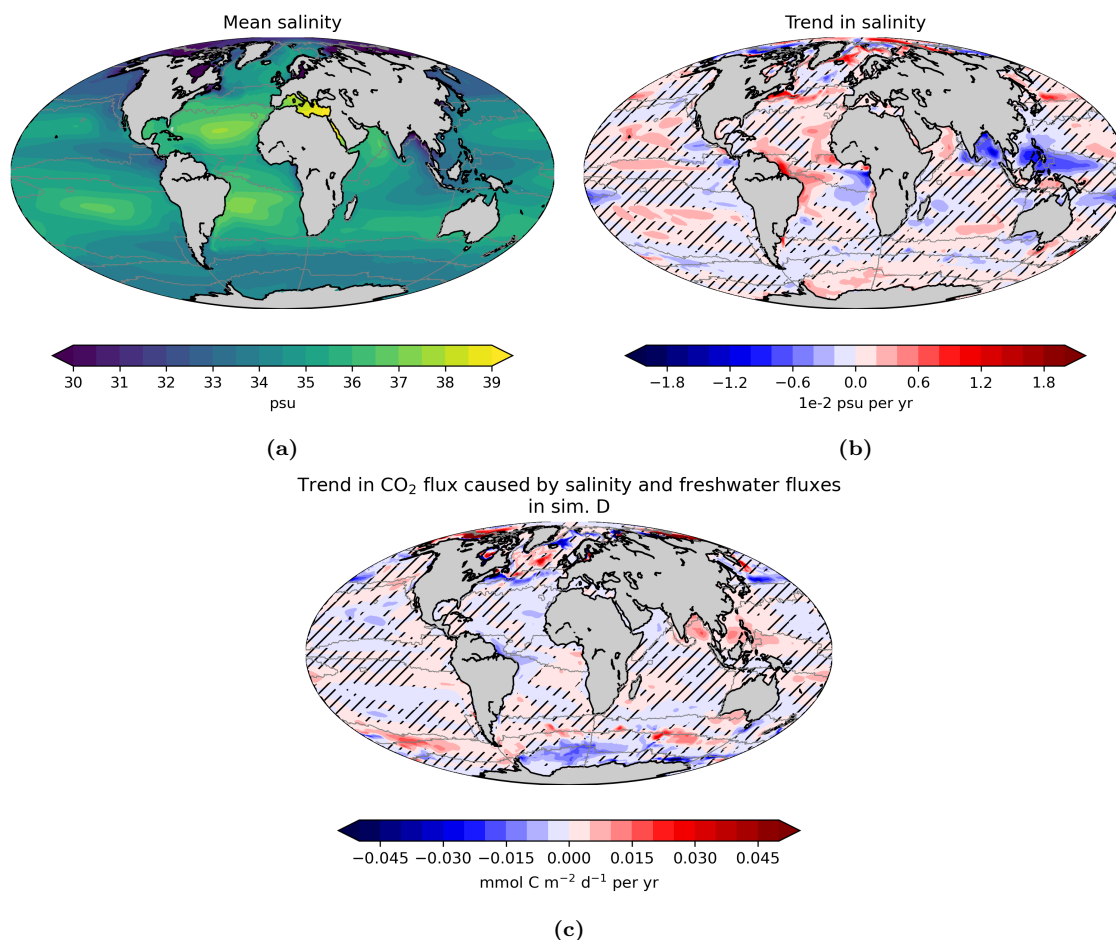 Mean salinity
30 31 32 33 34 35 36 37 38 39
psu
(a)
Trend in salinity
−1.8 −1.2 −0.6 0.0 0.6 1.2 1.8
1e-2 psu per yr
(b)
Trend in CO₂ flux caused by salinity and freshwater fluxes
in sim. D
−0.045 −0.030 −0.015 0.000 0.015 0.030 0.045
mmol C m⁻² d⁻¹ per yr
(c)